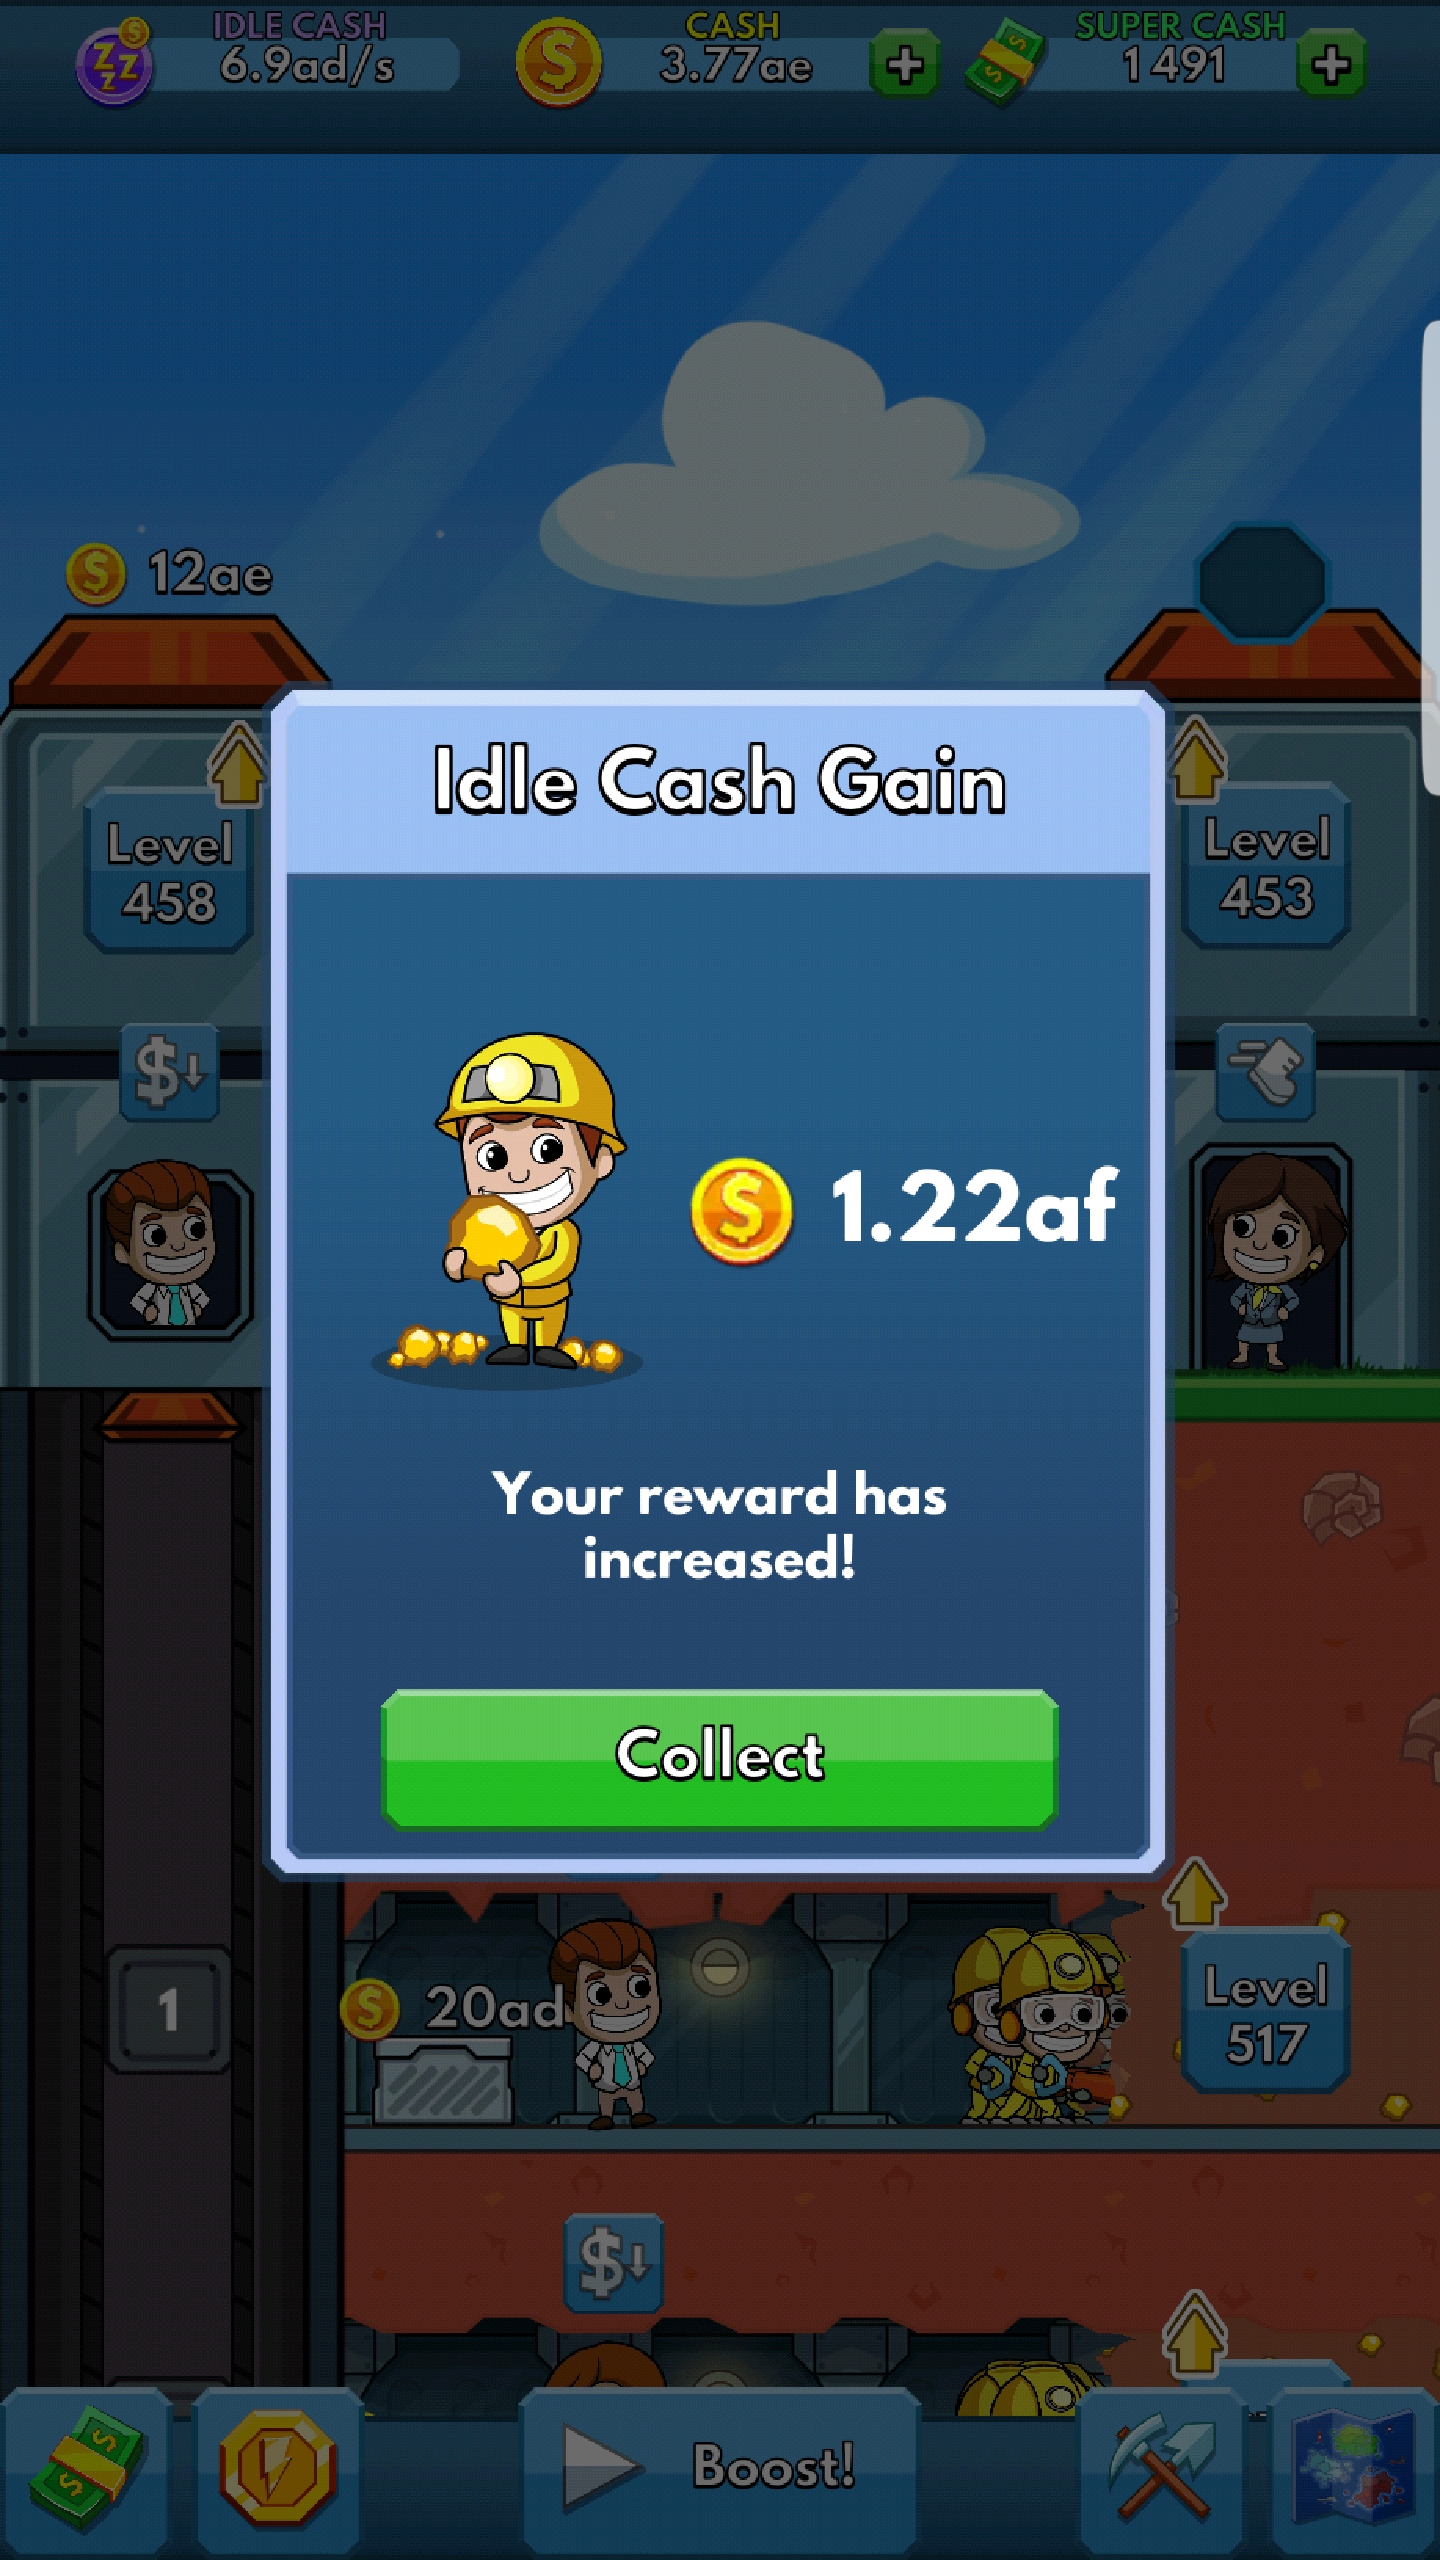 IDLE CASH
6.9ad/s
CASH
3.77ae
SUPER CASH
1 491
12ae
Idle Cash Gain
Level
458
Level
453
1.22af
Your reward has
increased!
Collect
1
20ad
Level
517
Boost!